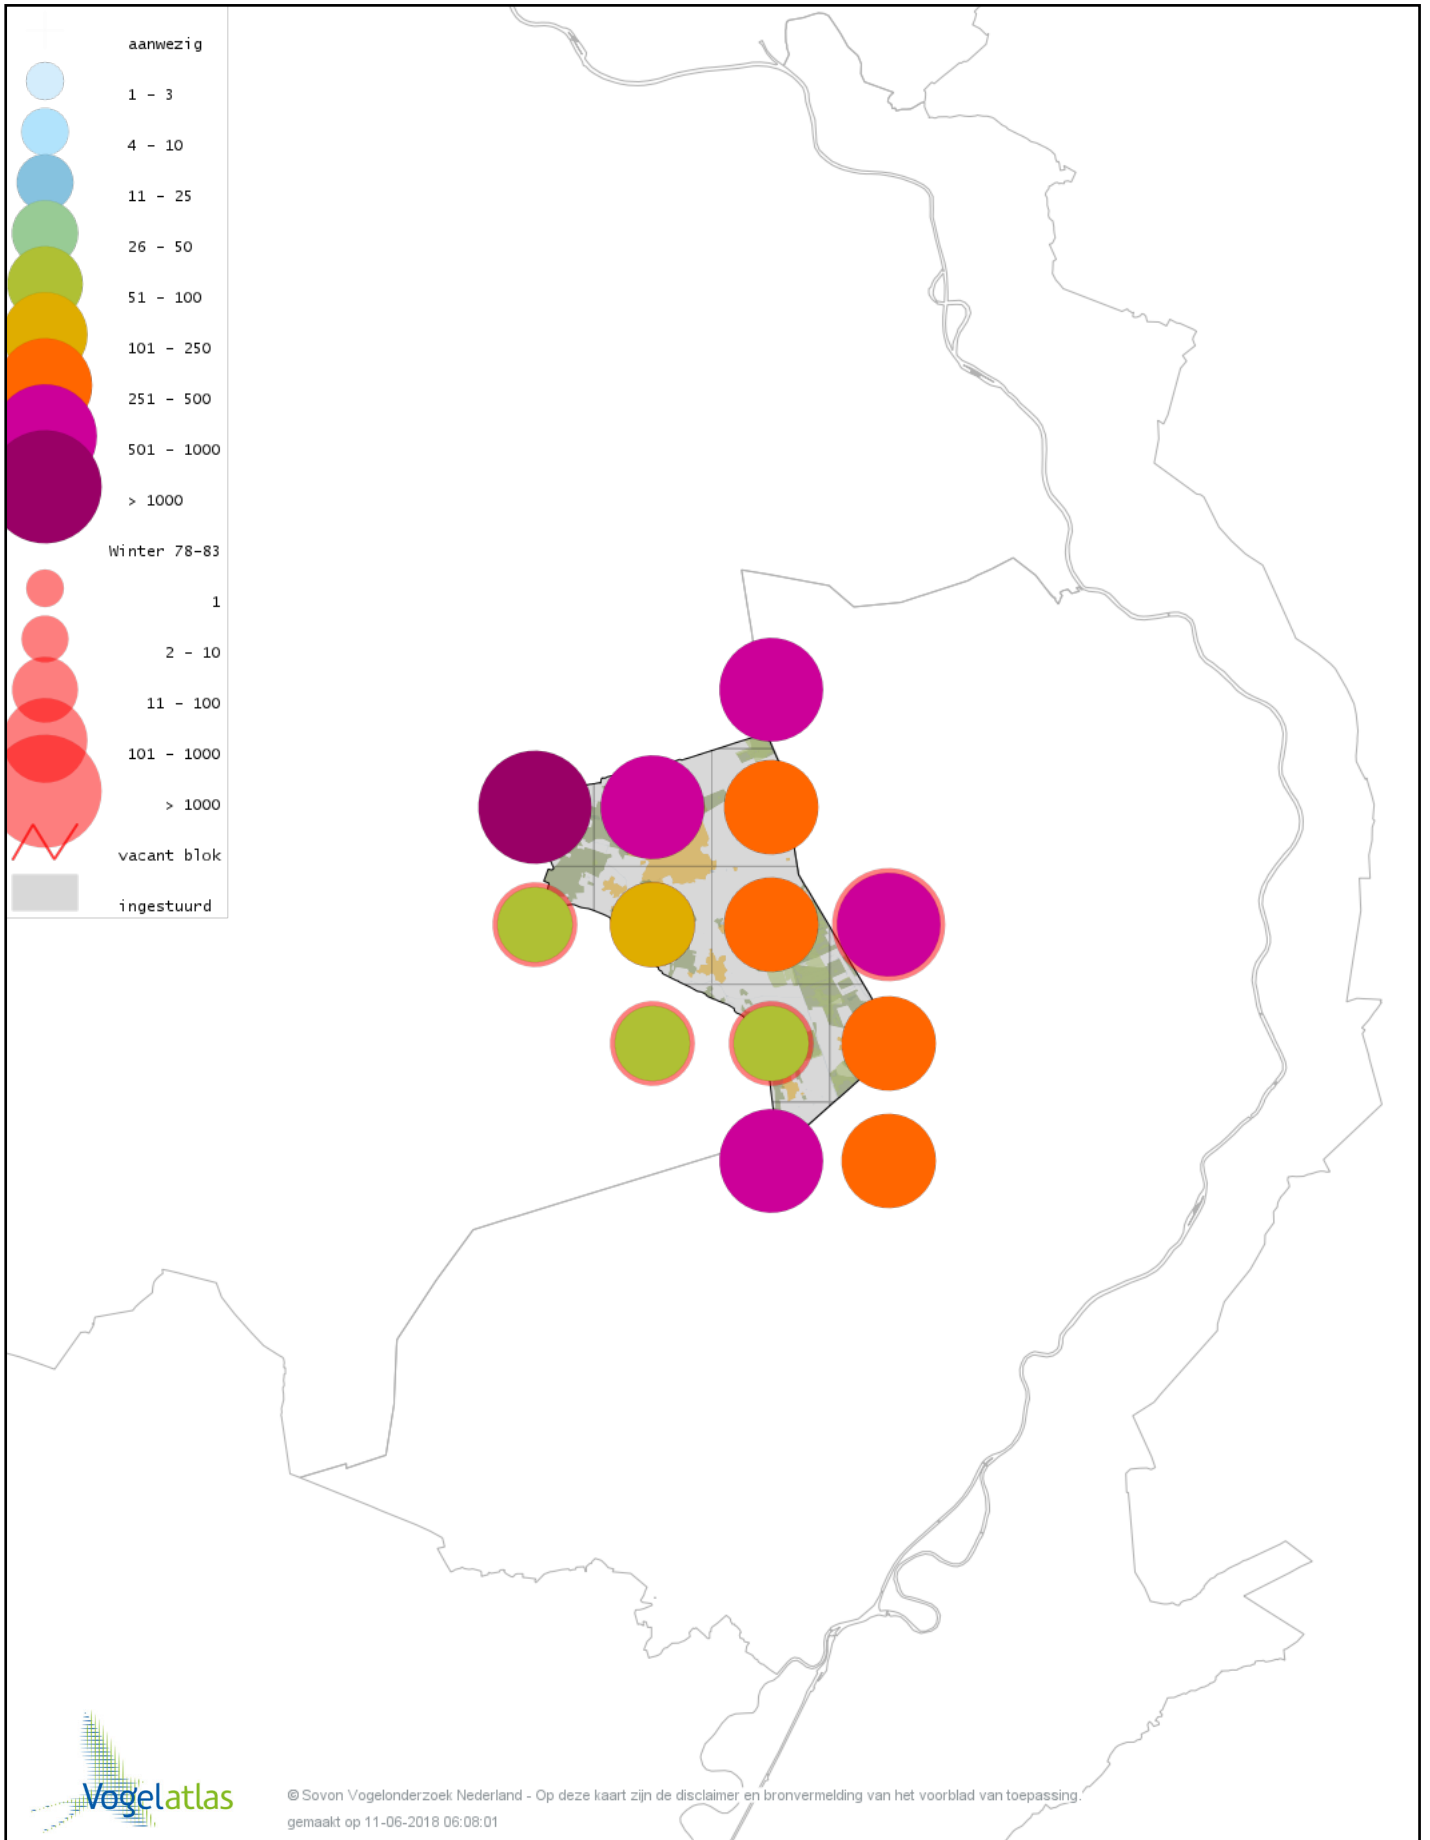 aanwezig
1 - 3
4 - 10
11 - 25
26 - 50
51 - 100
101 - 250
251 - 500
501 - 1000
> 1000
Winter 78-83
1
2 - 10
11 - 100
101 - 1000
> 1000
vacant blok
ingestuurd
Vogelatlas
© Sovon Vogelonderzoek Nederland - Op deze kaart zijn de disclaimer en bronvermelding van het voorblad van toepassing.
gemaakt op 11-06-2018 06:08:01